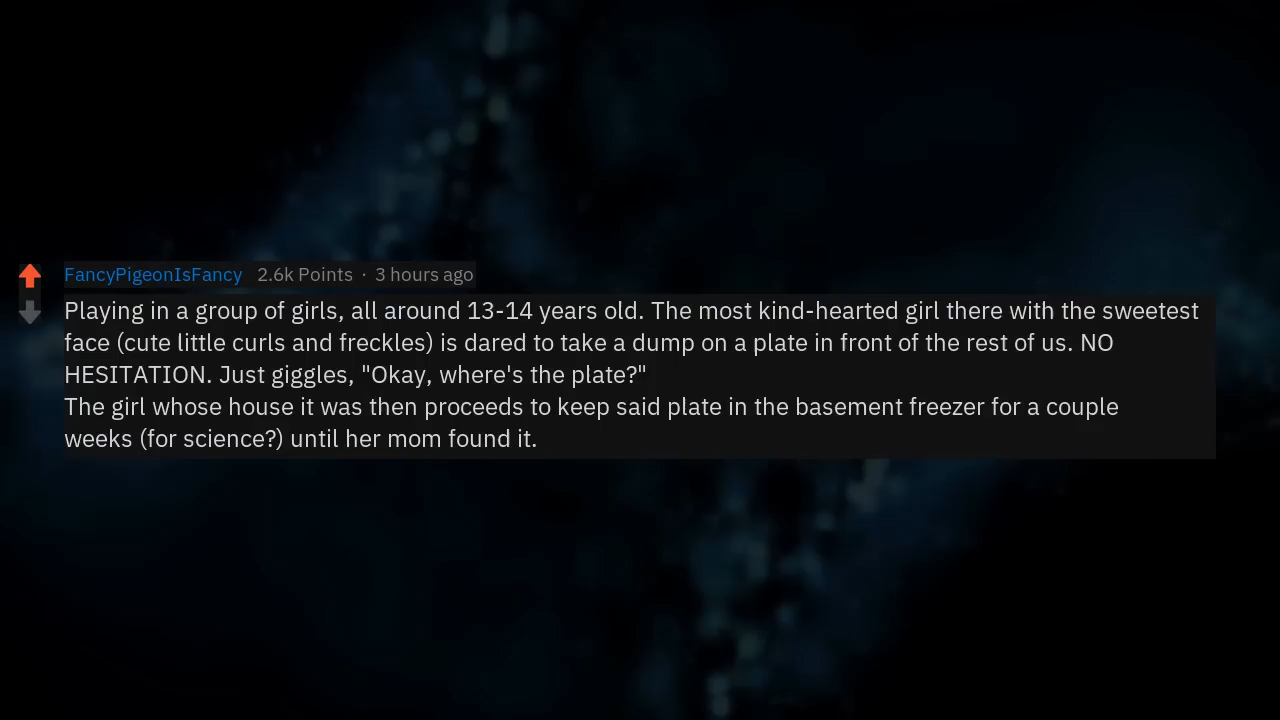 FancyPigeonIsFancy 2.6k Points · 3 hours ago
Playing in a group of girls, all around 13-14 years old. The most kind-hearted girl there with the sweetest
face (cute little curls and freckles) is dared to take a dump on a plate in front of the rest of us. NO
HESITATION. Just giggles, "Okay, where's the plate?"
The girl whose house it was then proceeds to keep said plate in the basement freezer for a couple
weeks (for science?) until her mom found it.